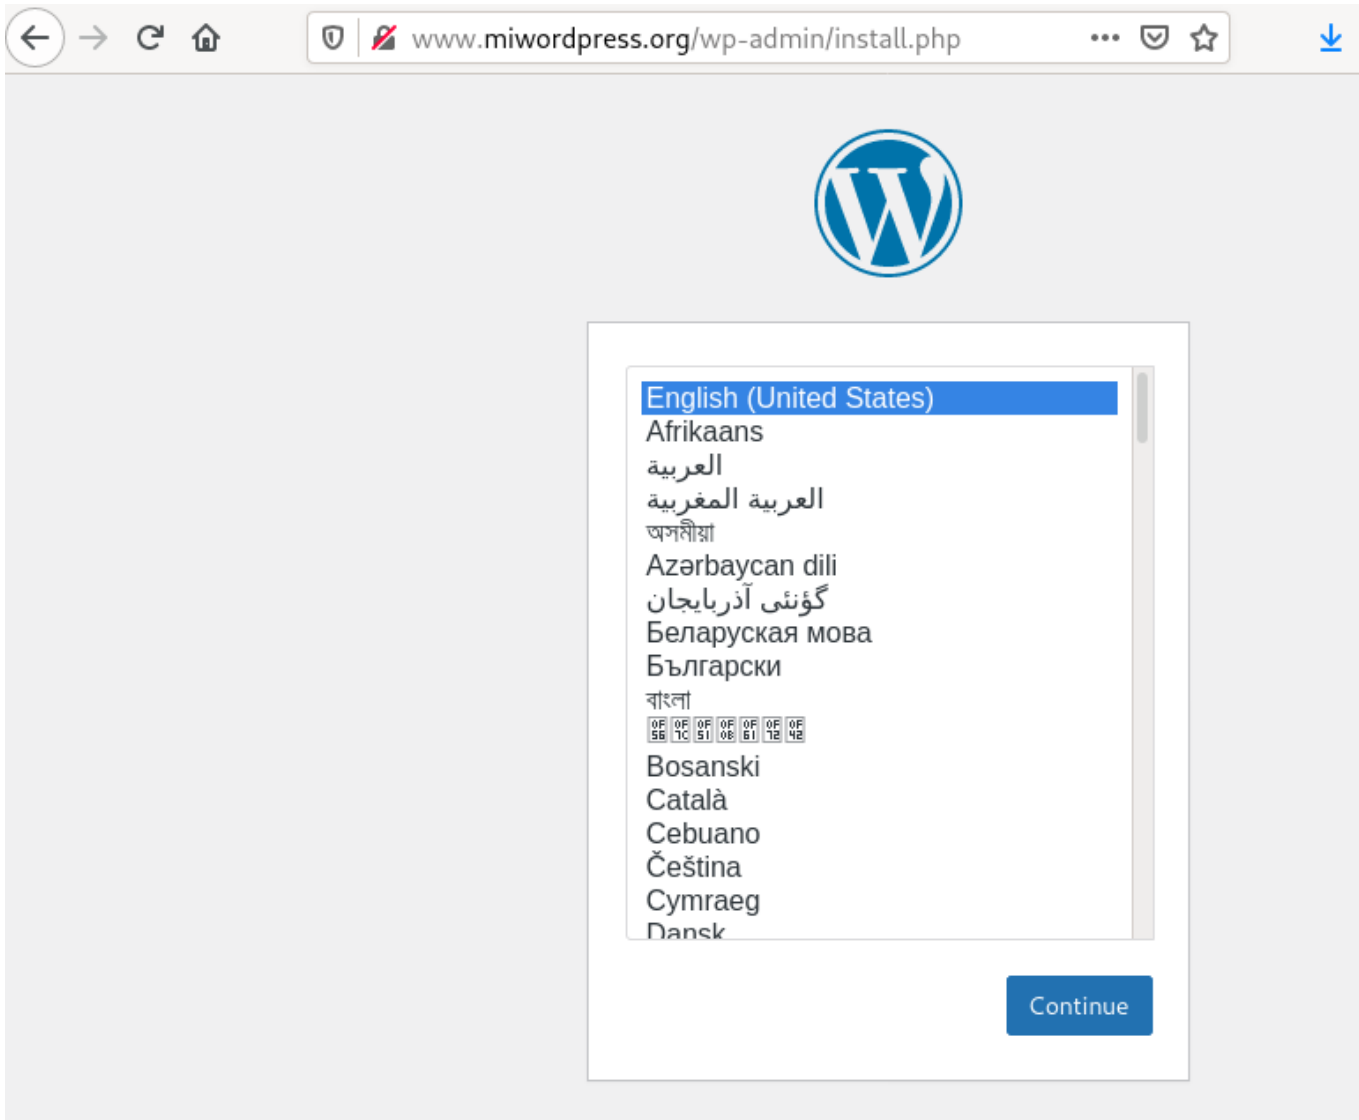 www.miwordpress.org/wp-admin/install.php
English (United States)
Afrikaans
العربية
العربية المغربية
অসমীয়া
Azərbaycan dili
گؤنئی آذربایجان
Беларуская мова
Български
বাংলা
Bosanski
Català
Cebuano
Čeština
Cymraeg
Dansk
Continue